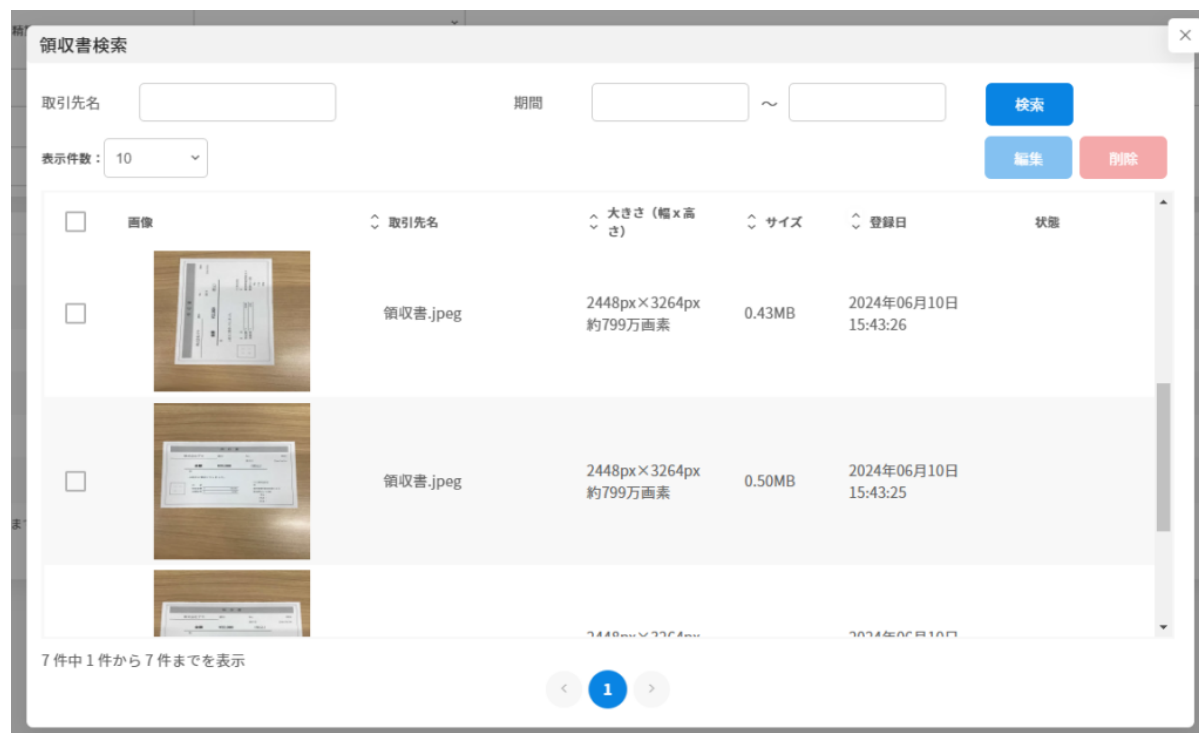 領収書検索
取引先名
期間
～
検索
表示件数：
10
編集
削除
画像
取引先名
大きさ（幅ｘ高
さ）
サイズ
登録日
状態
領収書.jpeg
2448px×3264px
約799万画素
0.43MB
2024年06月10日
15:43:26
領収書.jpeg
2448px×3264px
約799万画素
0.50MB
2024年06月10日
15:43:25
7 件中 1 件から 7 件までを表示
1